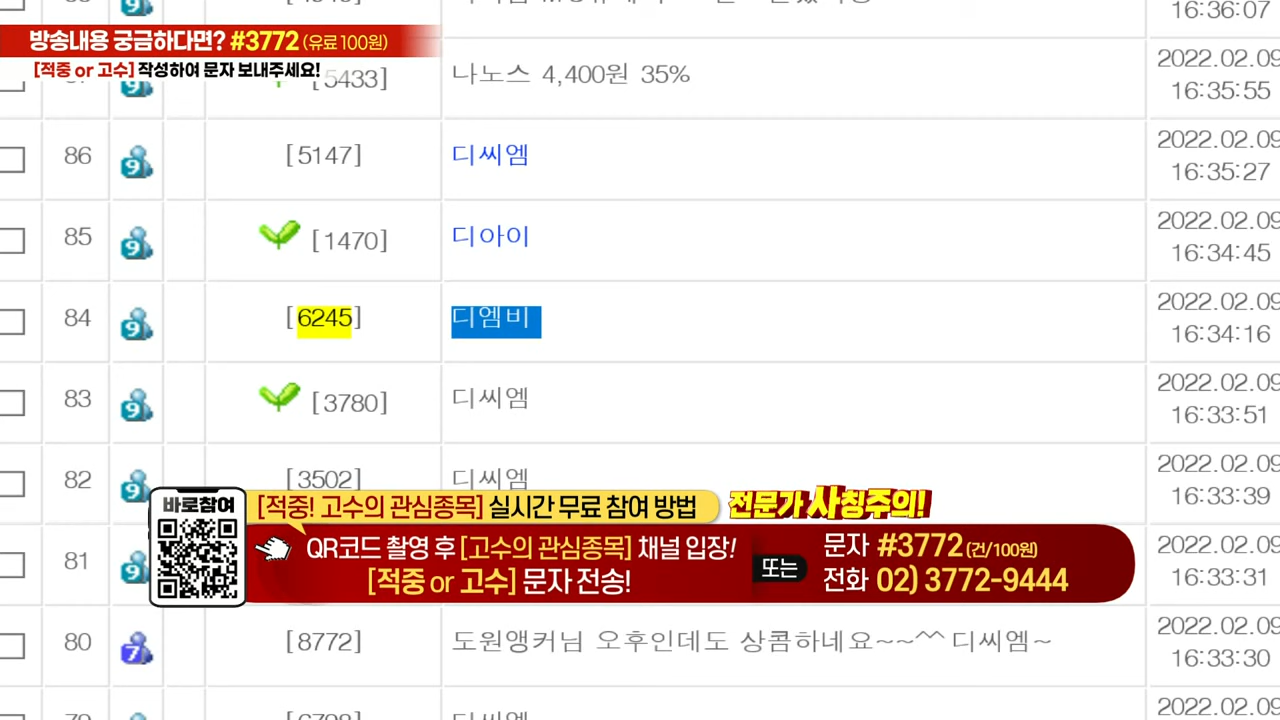 16:36:07
방송내용 궁금하다면? #3772 (유료 100원)
[적중 or 고수] 작성하여 문자 보내주세요!
[5433] 나노스 4,400원 35% 2022.02.09
16:35:55
86 [5147] 디씨엠 2022.02.09
16:35:27
85 [1470] 디아이 2022.02.09
16:34:45
84 [6245] 디엠비 2022.02.09
16:34:16
83 [3780] 디씨엠 2022.02.09
16:33:51
82 [3502] 디씨엠 2022.02.09
16:33:39
바로참여
[적중! 고수의 관심종목] 실시간 무료 참여 방법
전문가 사칭주의!
QR코드 촬영 후 [고수의 관심종목] 채널 입장!
[적중 or 고수] 문자 전송!
또는
문자 #3772 (건/100원)
전화 02) 3772-9444
81 2022.02.09
16:33:31
80 [8772] 도원앵커님 오후인데도 상콤하네요~~^^ 디씨엠~ 2022.02.09
16:33:30
디씨엠 2022.02.09